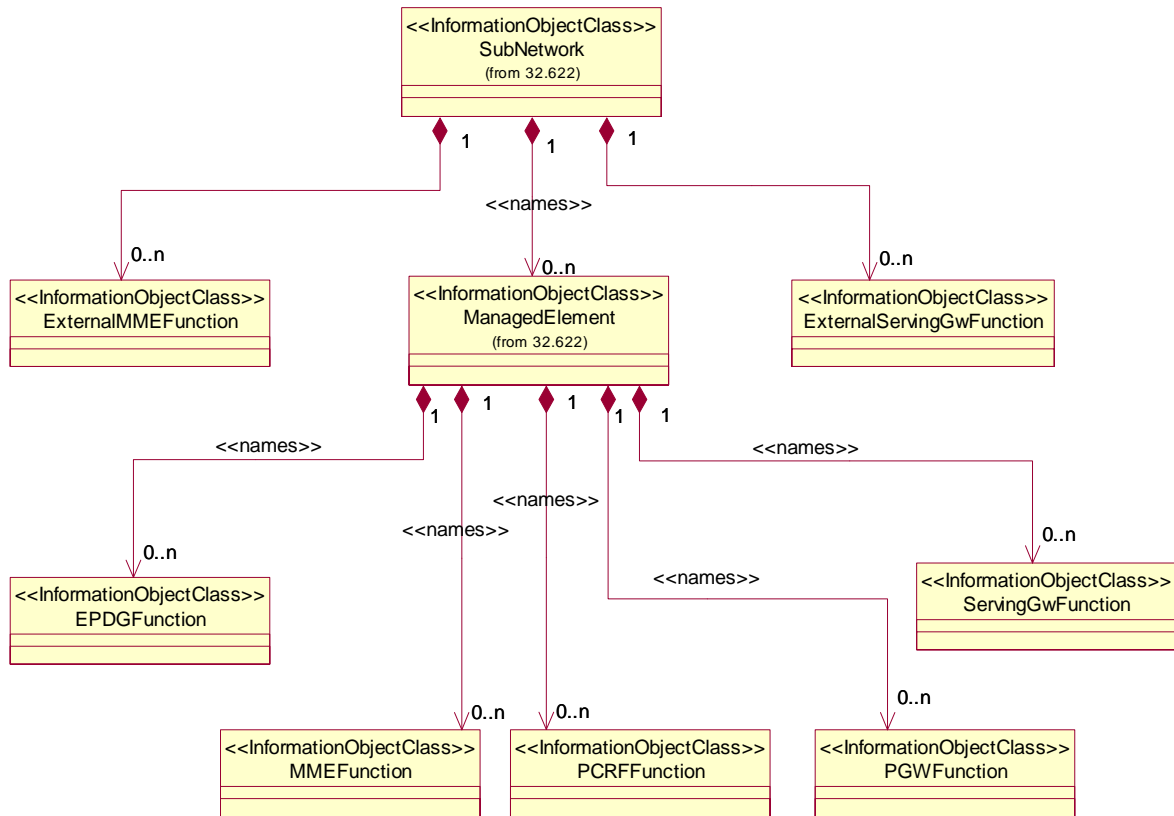 <<InformationObjectClass>>
SubNetwork
(from 32.622)
1
1
1
<<names>>
0..n
0..n
0..n
<<InformationObjectClass>>
ExternalMMEFunction
<<InformationObjectClass>>
ManagedElement
(from 32.622)
<<InformationObjectClass>>
ExternalServingGwFunction
1
1
1
1
1
<<names>>
<<names>>
<<names>>
<<names>>
<<names>>
0..n
0..n
<<InformationObjectClass>>
EPDGFunction
<<InformationObjectClass>>
ServingGwFunction
0..n
0..n
0..n
<<InformationObjectClass>>
MMEFunction
<<InformationObjectClass>>
PCRFFunction
<<InformationObjectClass>>
PGWFunction